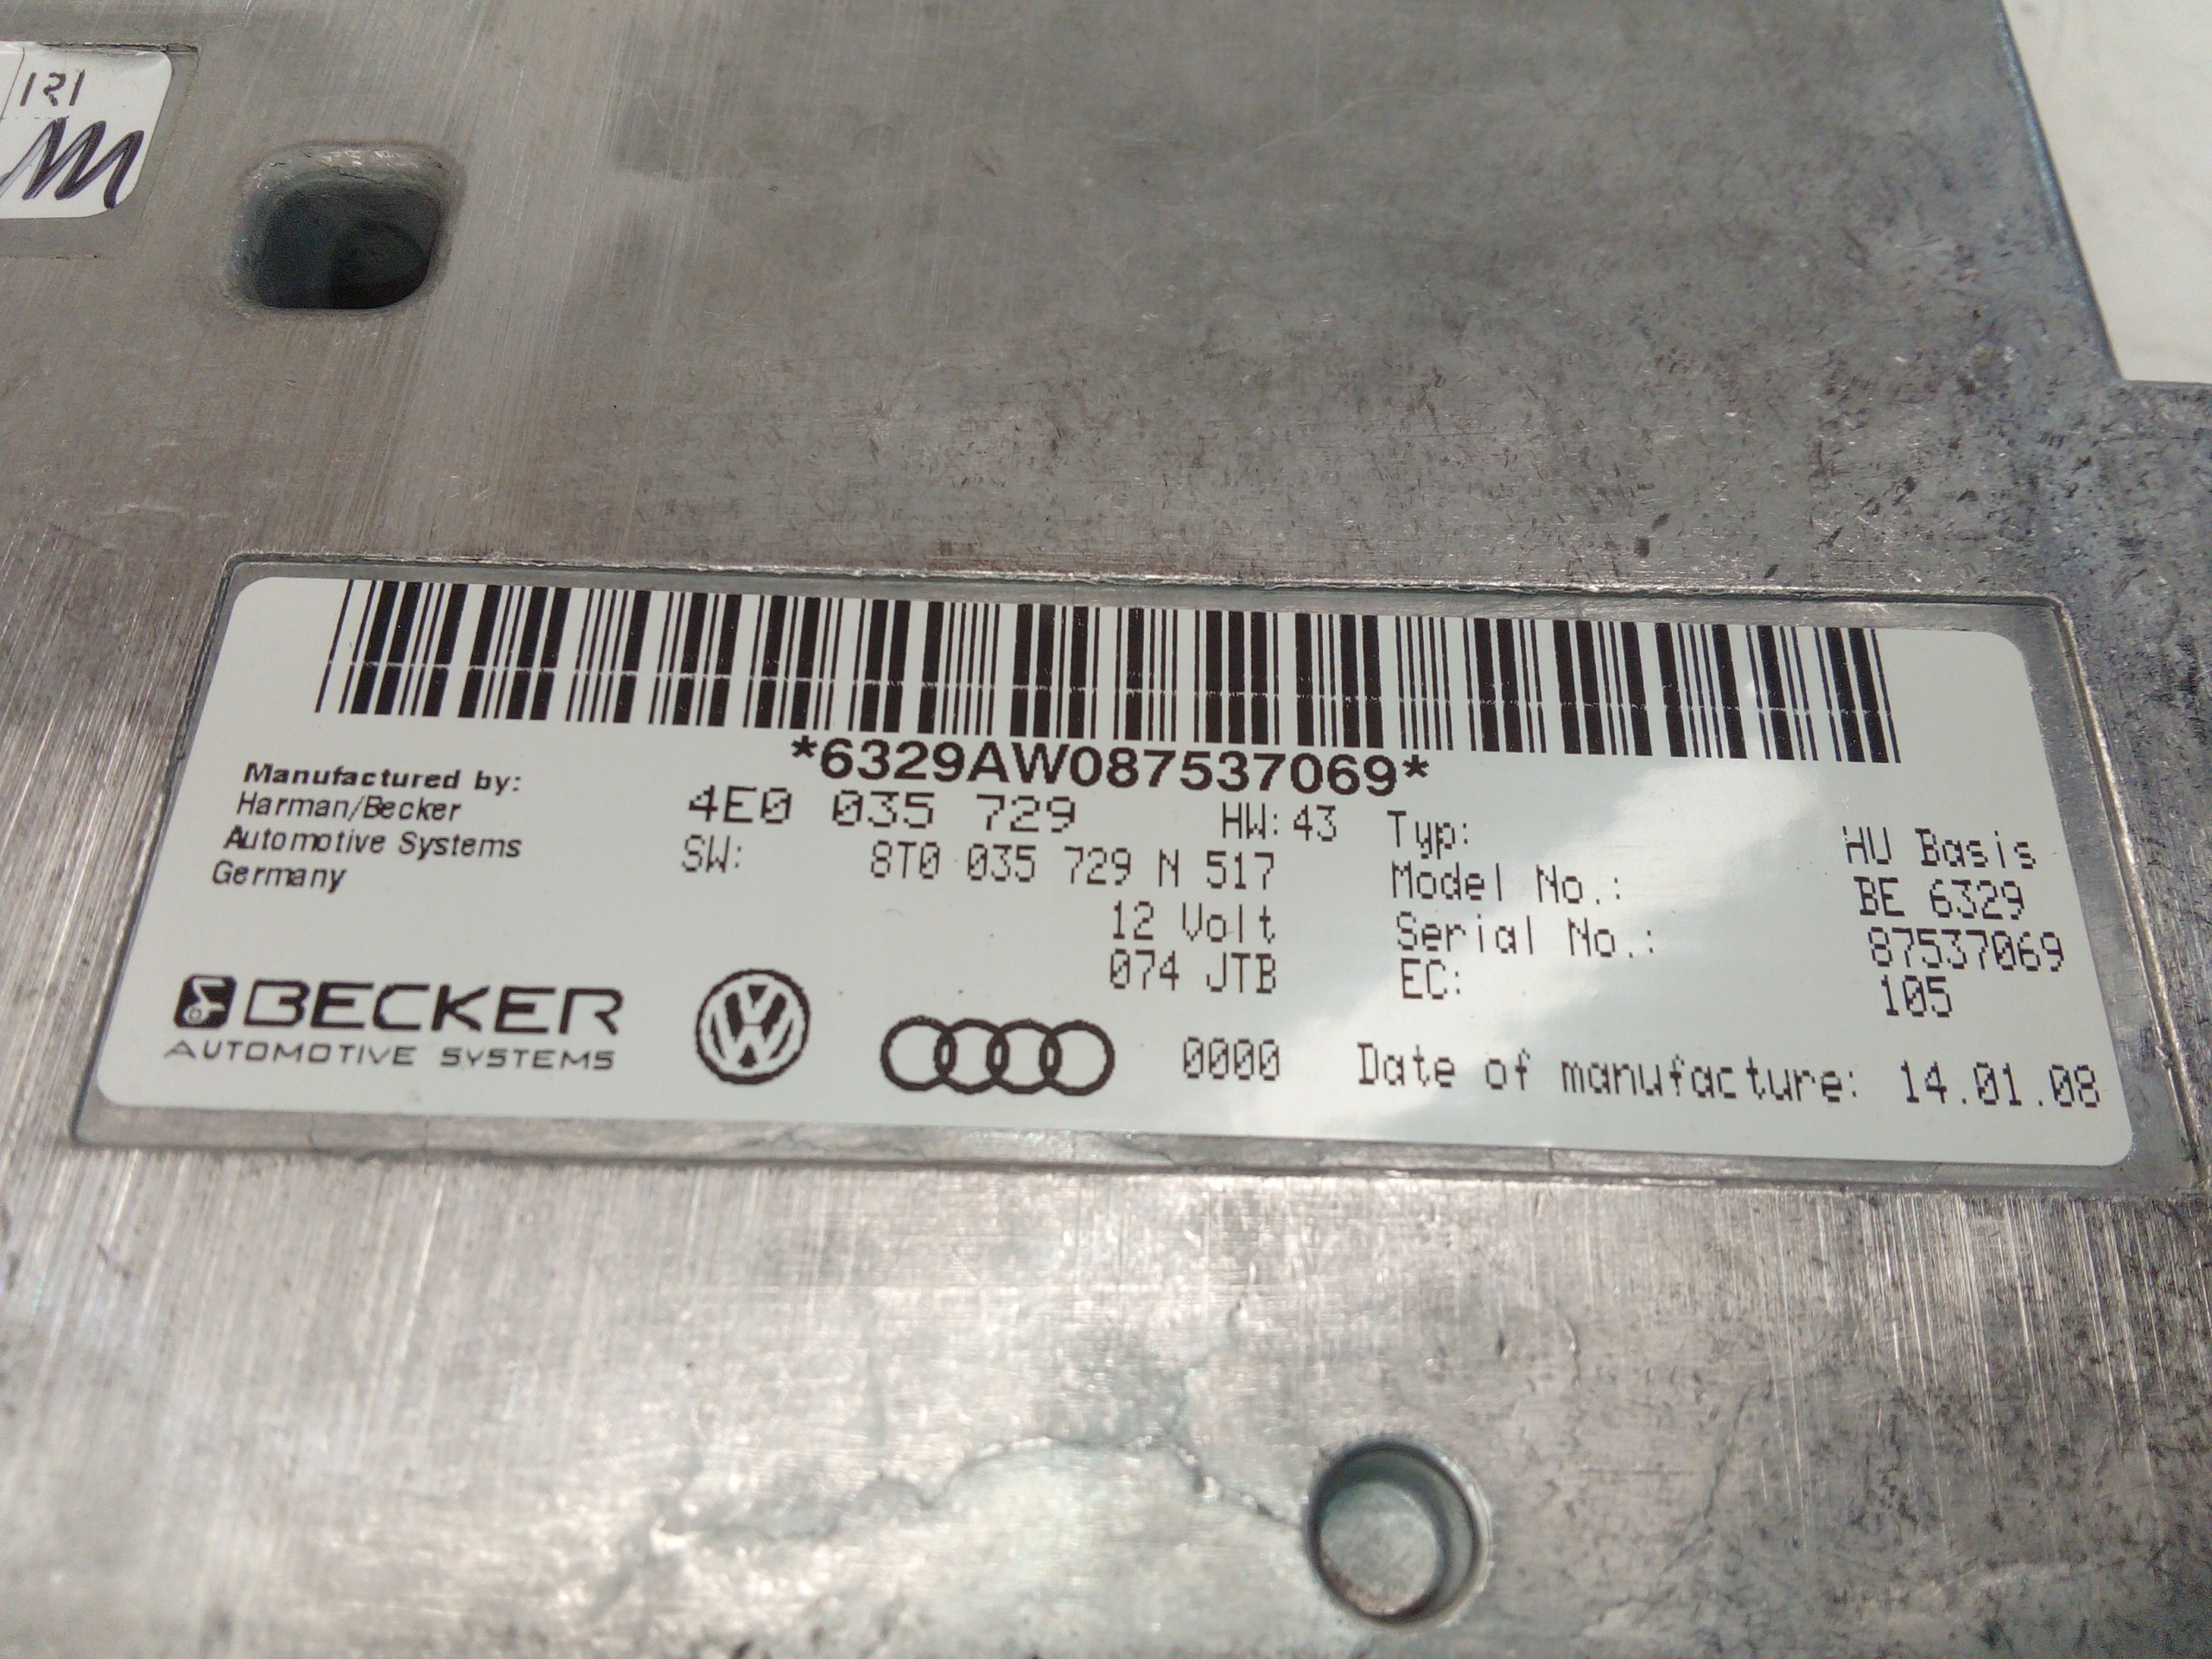 121
*6329AW087537069*
Manufactured by:
Harman/Becker
Automotive Systems
Germany
4E0 035 729 HW:43
SW: 8T0 035 729 N 517
12 Volt
074 JTB
Typ: HU Basis
Model No.: BE 6329
Serial No.: 87537069
EC: 105
BECKER
AUTOMOTIVE SYSTEMS
0000
Date of manufacture: 14.01.08